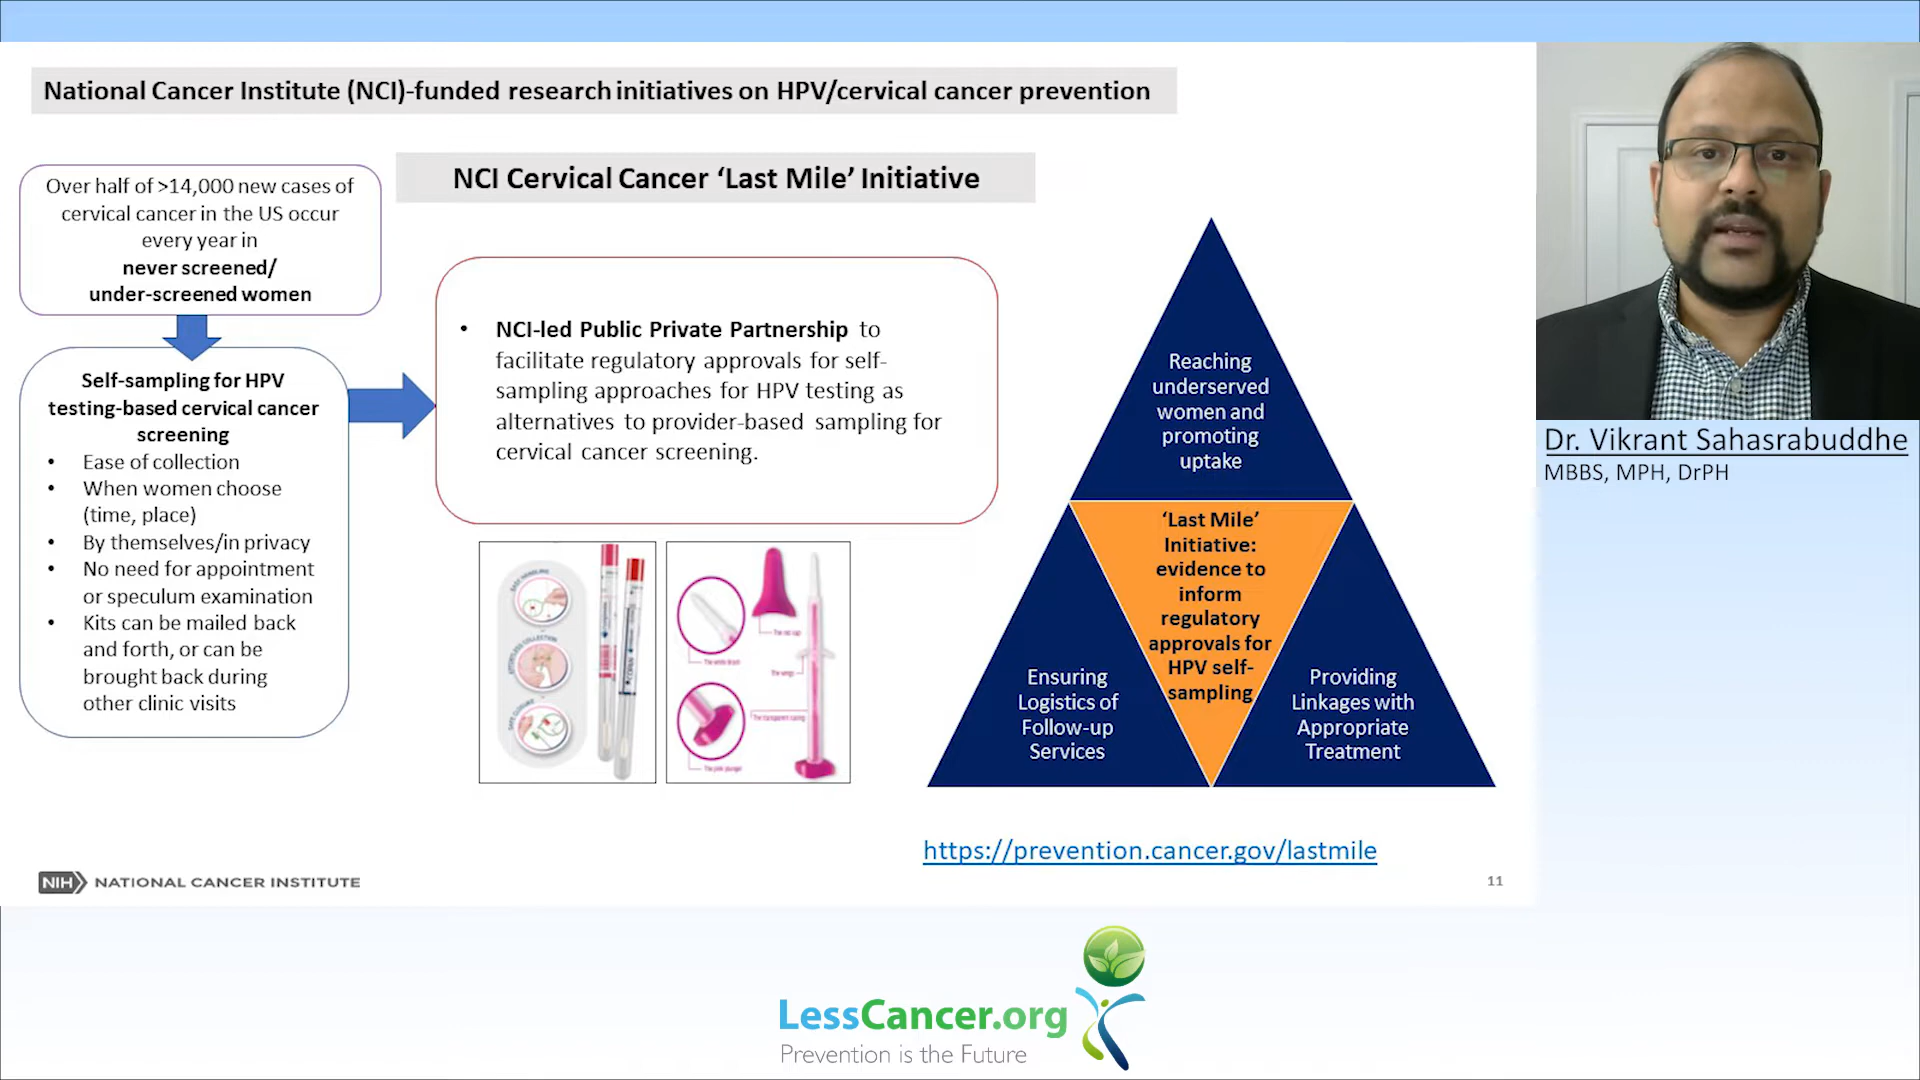 National Cancer Institute (NCI)-funded research initiatives on HPV/cervical cancer prevention
NCI Cervical Cancer ‘Last Mile’ Initiative
Over half of >14,000 new cases of
cervical cancer in the US occur
every year in
never screened/
under-screened women
Self-sampling for HPV
testing-based cervical cancer
screening
• Ease of collection
• When women choose
(time, place)
• By themselves/in privacy
• No need for appointment
or speculum examination
• Kits can be mailed back
and forth, or can be
brought back during
other clinic visits
• NCI-led Public Private Partnership to
facilitate regulatory approvals for self-
sampling approaches for HPV testing as
alternatives to provider-based sampling for
cervical cancer screening.
EASY HANDLING
EFFORTLESS COLLECTION
SAFE CLOSURE
Reaching
underserved
women and
promoting
uptake
‘Last Mile’
Initiative:
evidence to
inform
regulatory
approvals for
HPV self-
sampling
Ensuring
Logistics of
Follow-up
Services
Providing
Linkages with
Appropriate
Treatment
https://prevention.cancer.gov/lastmile
NIH NATIONAL CANCER INSTITUTE
11
Dr. Vikrant Sahasrabuddhe
MBBS, MPH, DrPH
LessCancer.org
Prevention is the Future